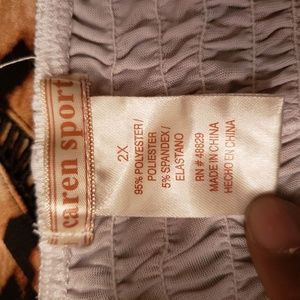 caren sport
2X
95% POLYESTER/
POLIESTER
5% SPANDEX/
ELASTANO
RN# 48829
MADE IN CHINA
HECHO EN CHINA